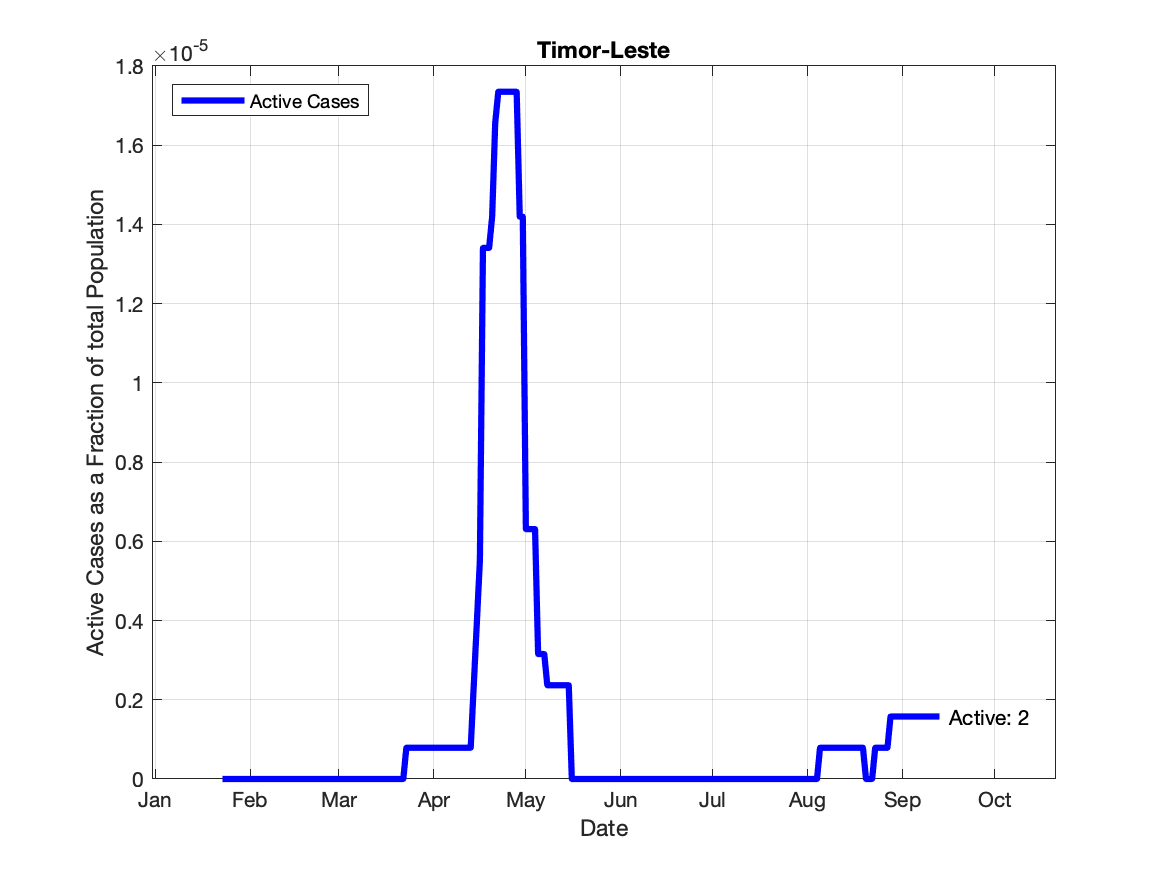 Timor-Leste
×10-5
Active Cases
1.8
1.6
1.4
1.2
1
0.8
0.6
0.4
0.2
0
Active Cases as a Fraction of total Population
Active: 2
Jan Feb Mar Apr May Jun Jul Aug Sep Oct
Date